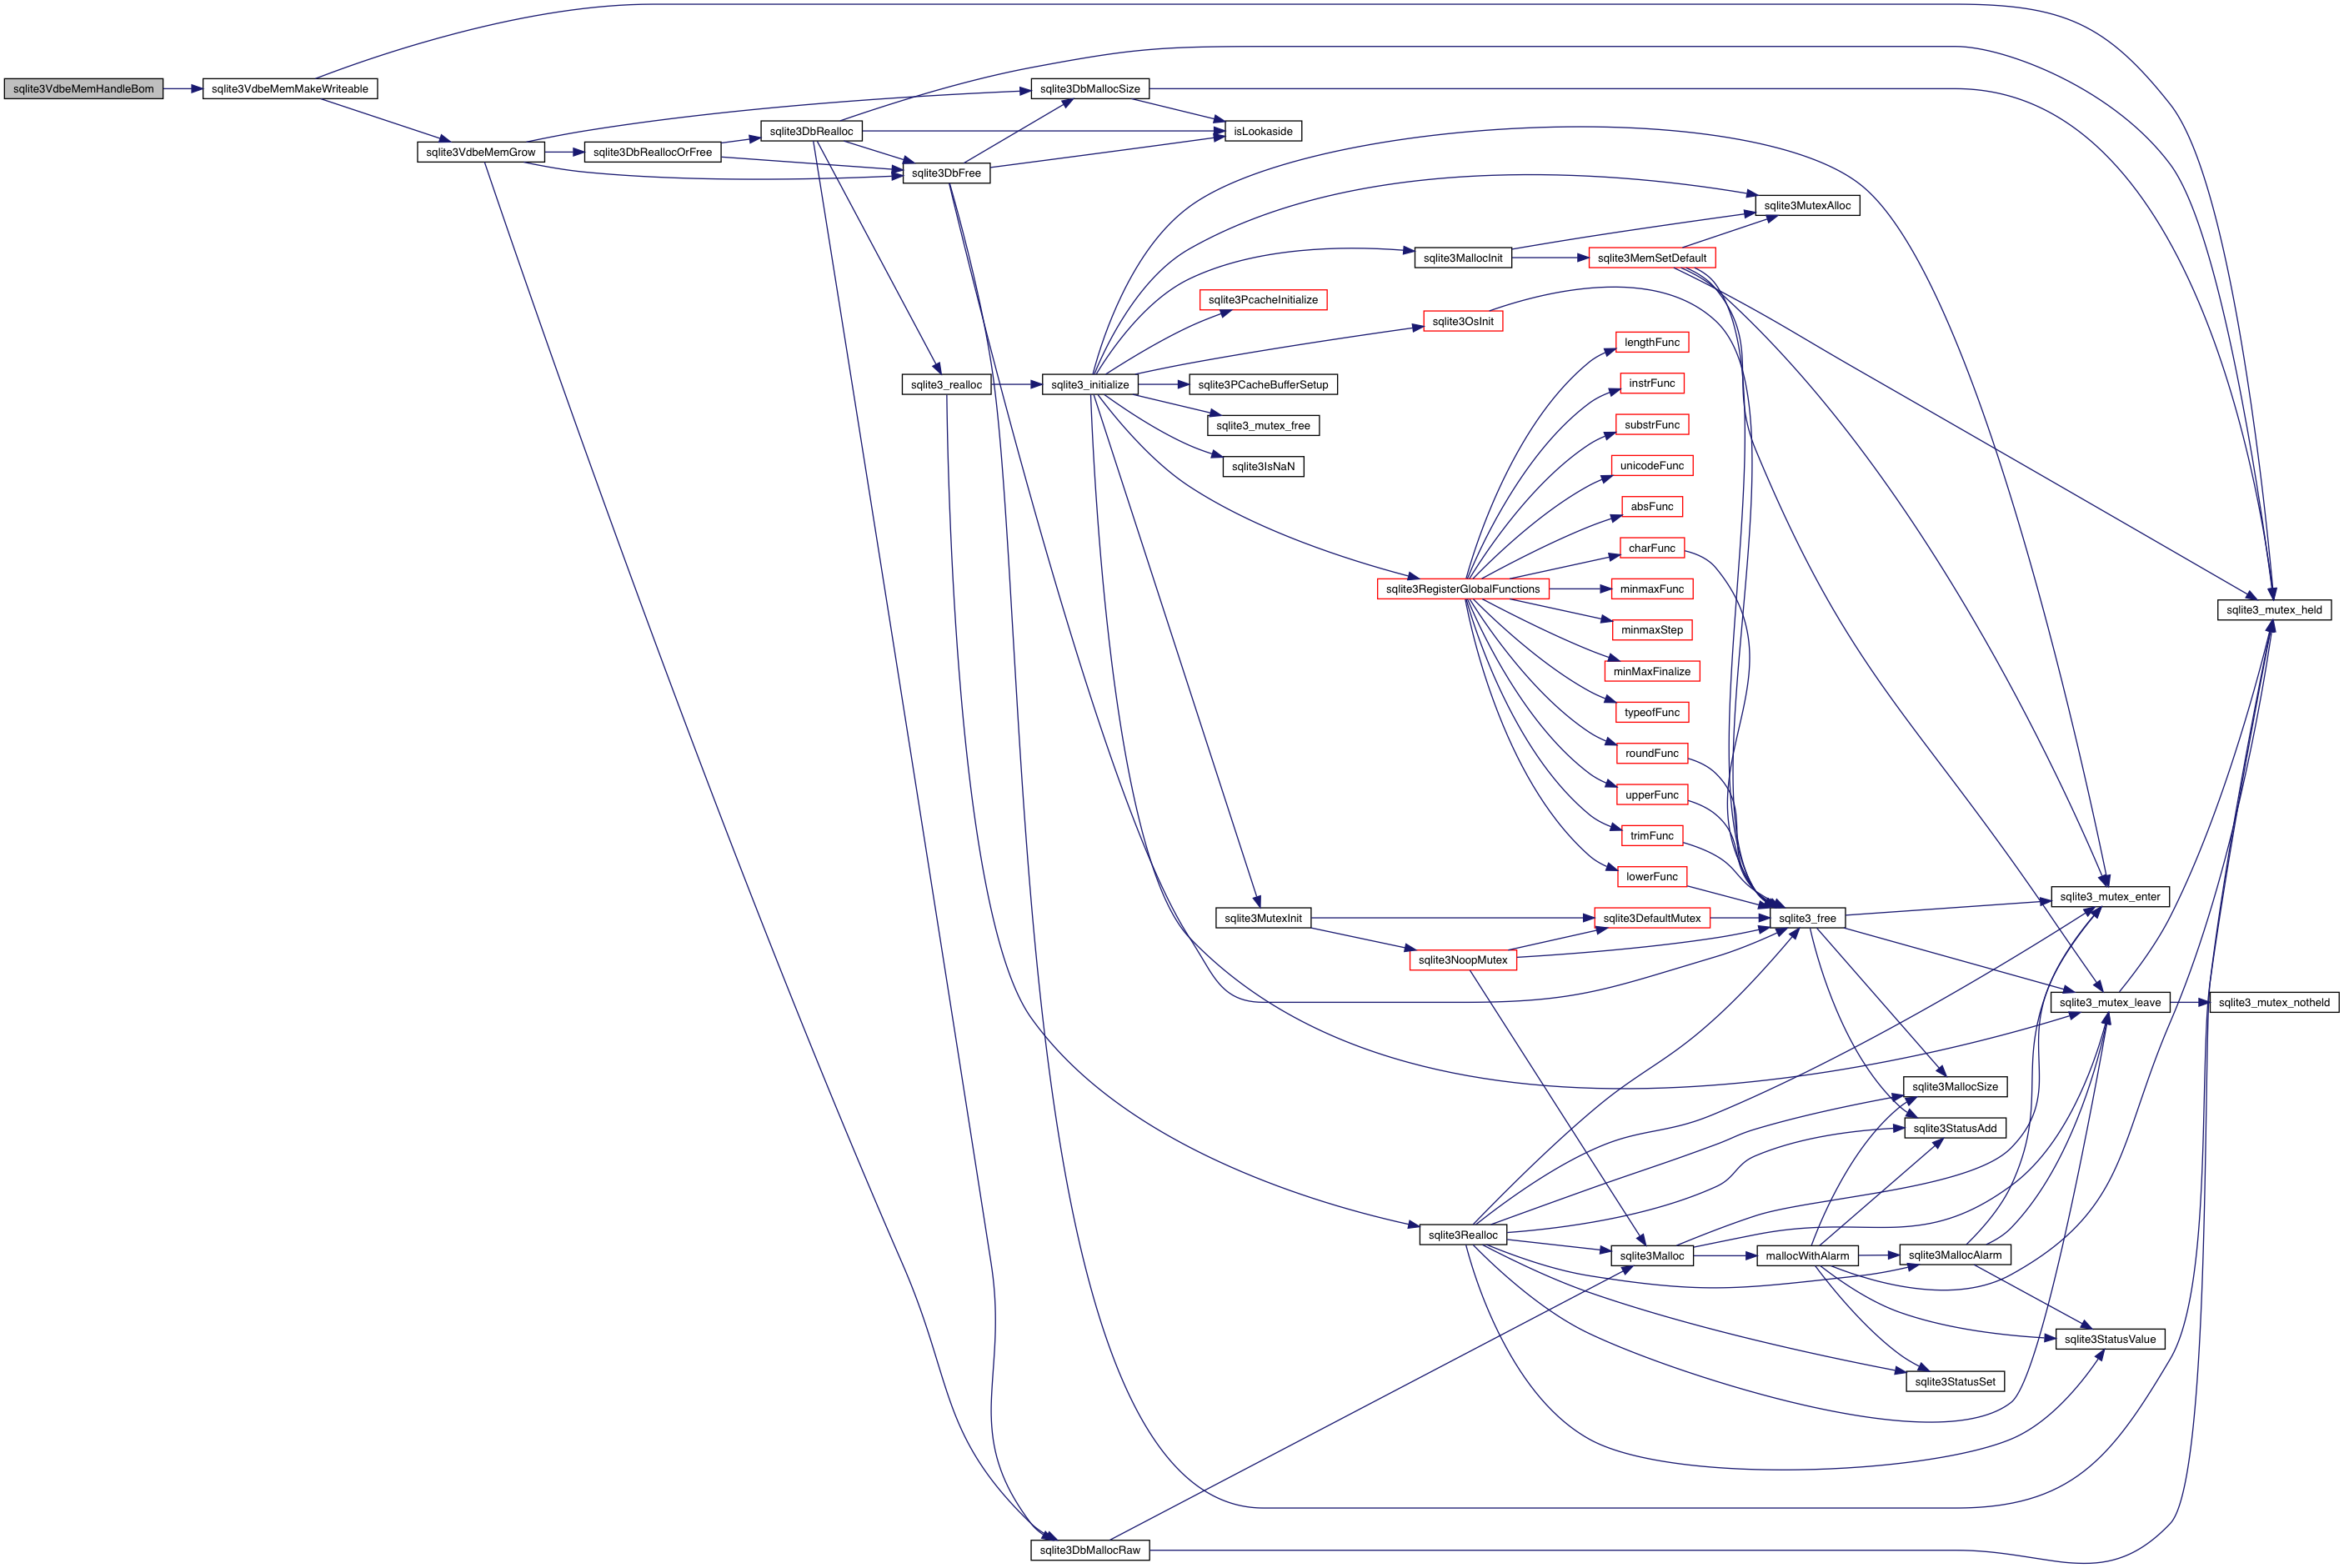 sqlite3VdbeMemHandleBom
sqlite3VdbeMemMakeWriteable
sqlite3VdbeMemGrow
sqlite3DbReallocOrFree
sqlite3DbRealloc
sqlite3DbFree
sqlite3DbMallocSize
isLookaside
sqlite3_realloc
sqlite3_initialize
sqlite3MutexAlloc
sqlite3MallocInit
sqlite3MemSetDefault
sqlite3PcacheInitialize
sqlite3OsInit
sqlite3PCacheBufferSetup
sqlite3_mutex_free
sqlite3IsNaN
sqlite3RegisterGlobalFunctions
lengthFunc
instrFunc
substrFunc
unicodeFunc
absFunc
charFunc
minmaxFunc
minmaxStep
minMaxFinalize
typeofFunc
roundFunc
upperFunc
trimFunc
lowerFunc
sqlite3MutexInit
sqlite3DefaultMutex
sqlite3NoopMutex
sqlite3_free
sqlite3_mutex_held
sqlite3_mutex_enter
sqlite3_mutex_leave
sqlite3_mutex_notheld
sqlite3MallocSize
sqlite3StatusAdd
sqlite3Realloc
sqlite3Malloc
mallocWithAlarm
sqlite3MallocAlarm
sqlite3StatusValue
sqlite3StatusSet
sqlite3DbMallocRaw